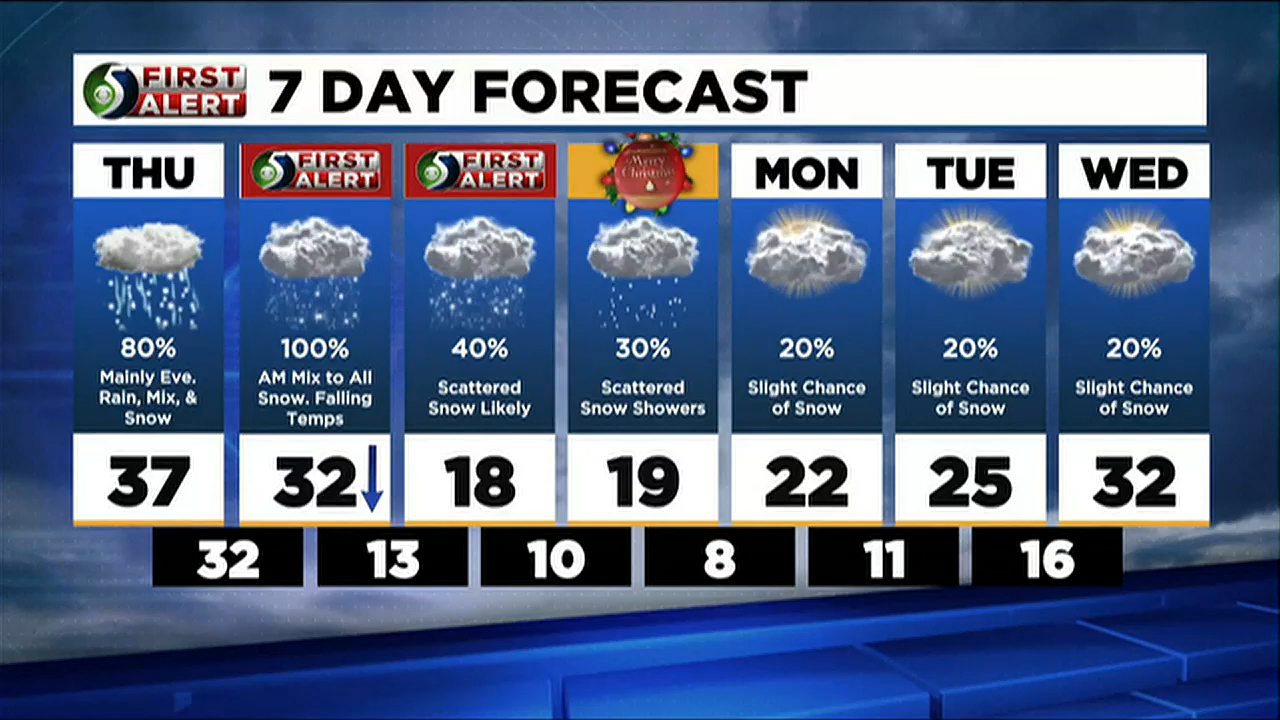 5 FIRST ALERT 7 DAY FORECAST
THU
5 FIRST ALERT
5 FIRST ALERT
Merry
Christmas
MON
TUE
WED
80%
Mainly Eve.
Rain, Mix, &
Snow
100%
AM Mix to All
Snow. Falling
Temps
40%
Scattered
Snow Likely
30%
Scattered
Snow Showers
20%
Slight Chance
of Snow
20%
Slight Chance
of Snow
20%
Slight Chance
of Snow
37
32
18
19
22
25
32
32
13
10
8
11
16